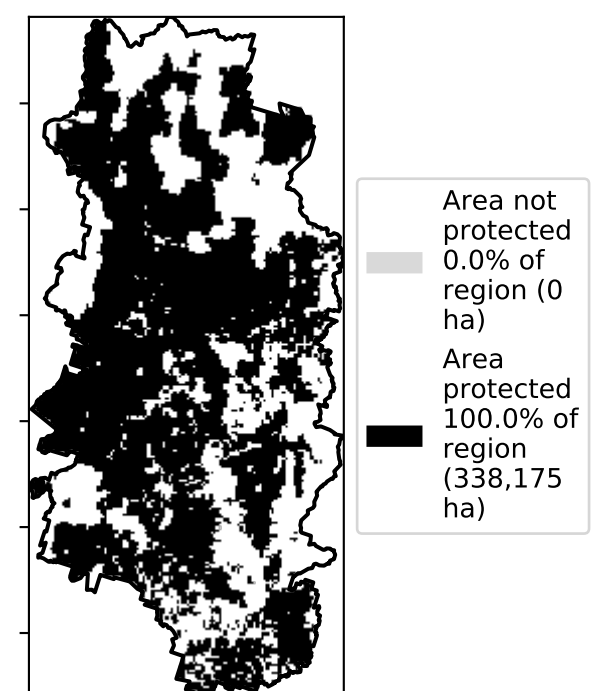 Area not
protected
0.0% of
region (0
ha)
Area
protected
100.0% of
region
(338,175
ha)